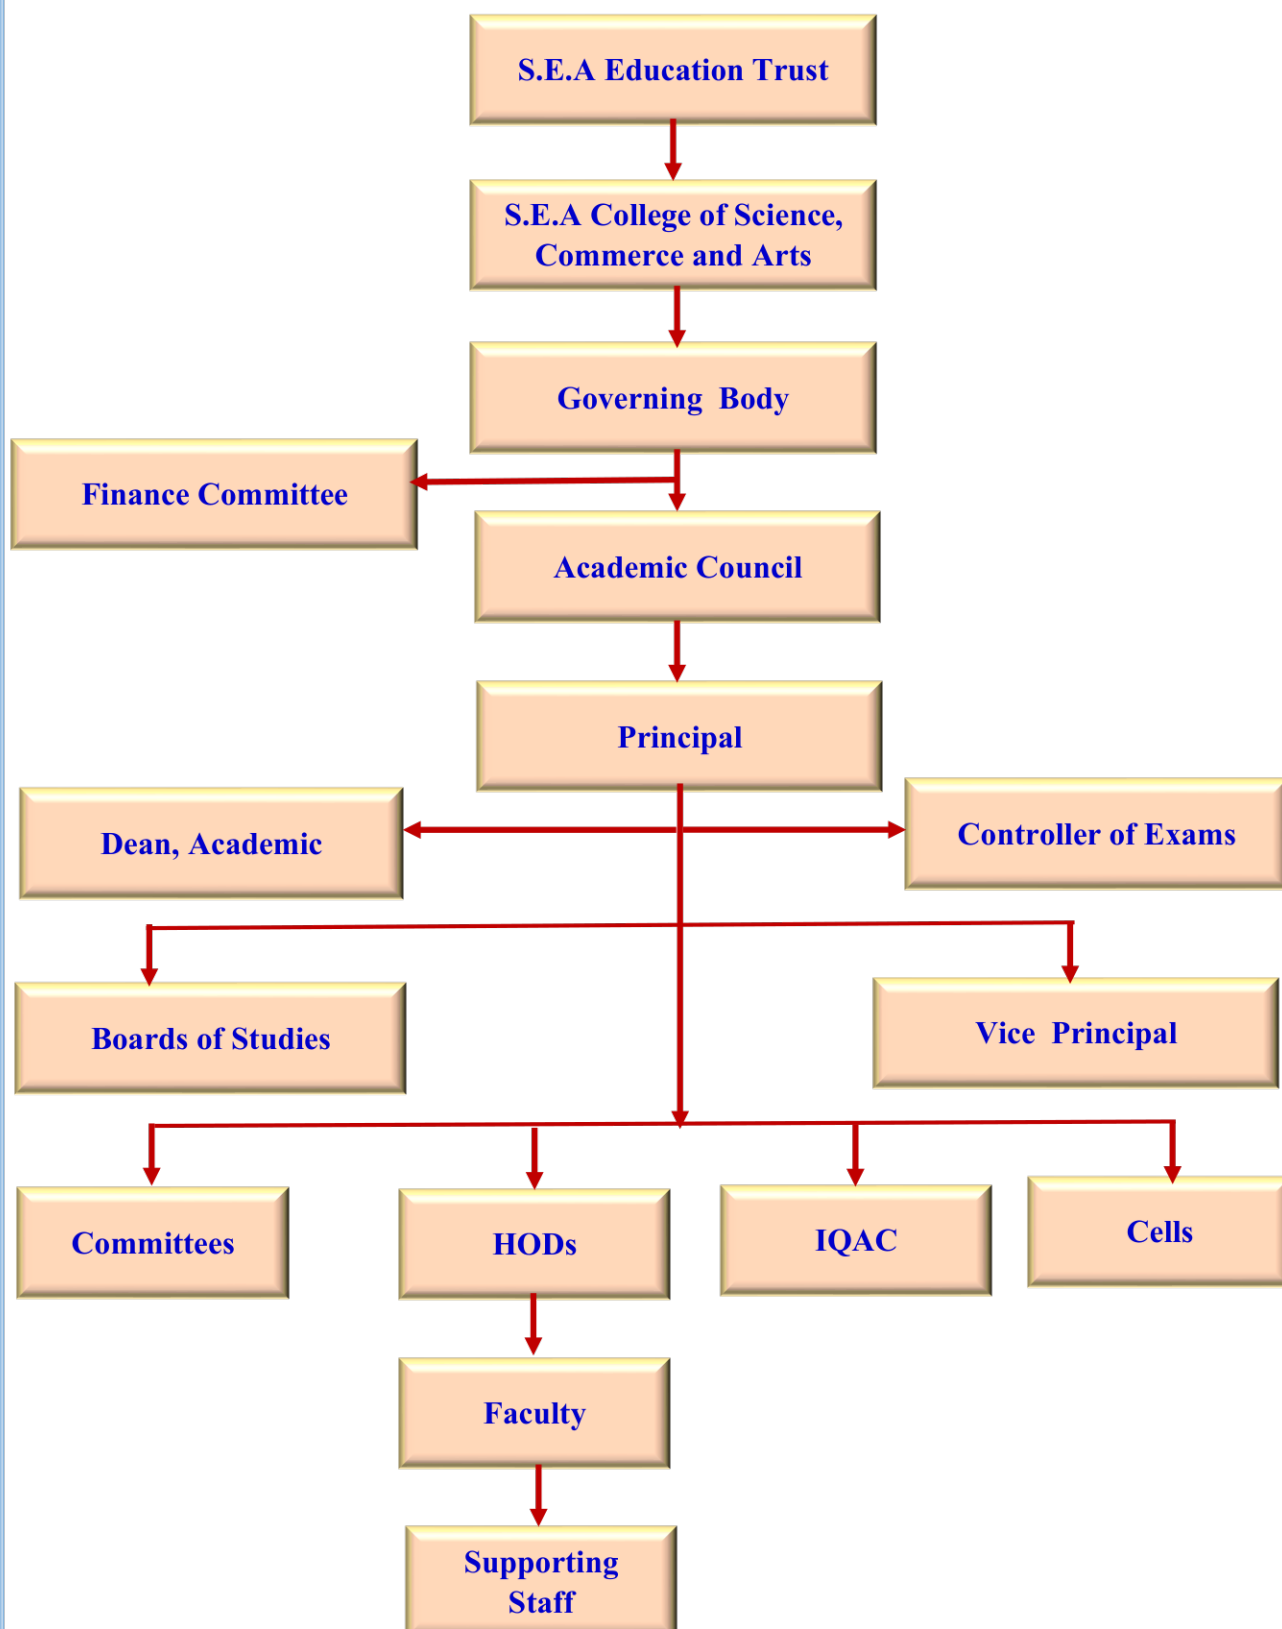 S.E.A Education Trust
S.E.A College of Science,
Commerce and Arts
Governing Body
Finance Committee
Academic Council
Principal
Dean, Academic
Controller of Exams
Boards of Studies
Vice Principal
Committees
HODs
IQAC
Cells
Faculty
Supporting
Staff